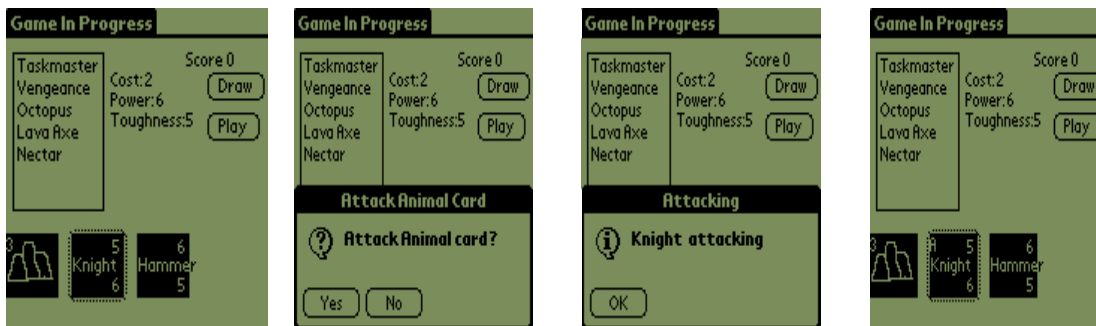 Game In Progress
Score 0
Taskmaster
Vengeance
Octopus
Lava Axe
Nectar
Cost:2
Power:6
Toughness:5
Draw
Play
3
5
Knight
6
6
Hammer
5
Game In Progress
Score 0
Taskmaster
Vengeance
Octopus
Lava Axe
Nectar
Cost:2
Power:6
Toughness:5
Draw
Play
Attack Animal Card
Attack Animal card?
Yes
No
Game In Progress
Score 0
Taskmaster
Vengeance
Octopus
Lava Axe
Nectar
Cost:2
Power:6
Toughness:5
Draw
Play
Attacking
Knight attacking
OK
Game In Progress
Score 0
Taskmaster
Vengeance
Octopus
Lava Axe
Nectar
Cost:2
Power:6
Toughness:5
Draw
Play
3
A 5
Knight
6
6
Hammer
5